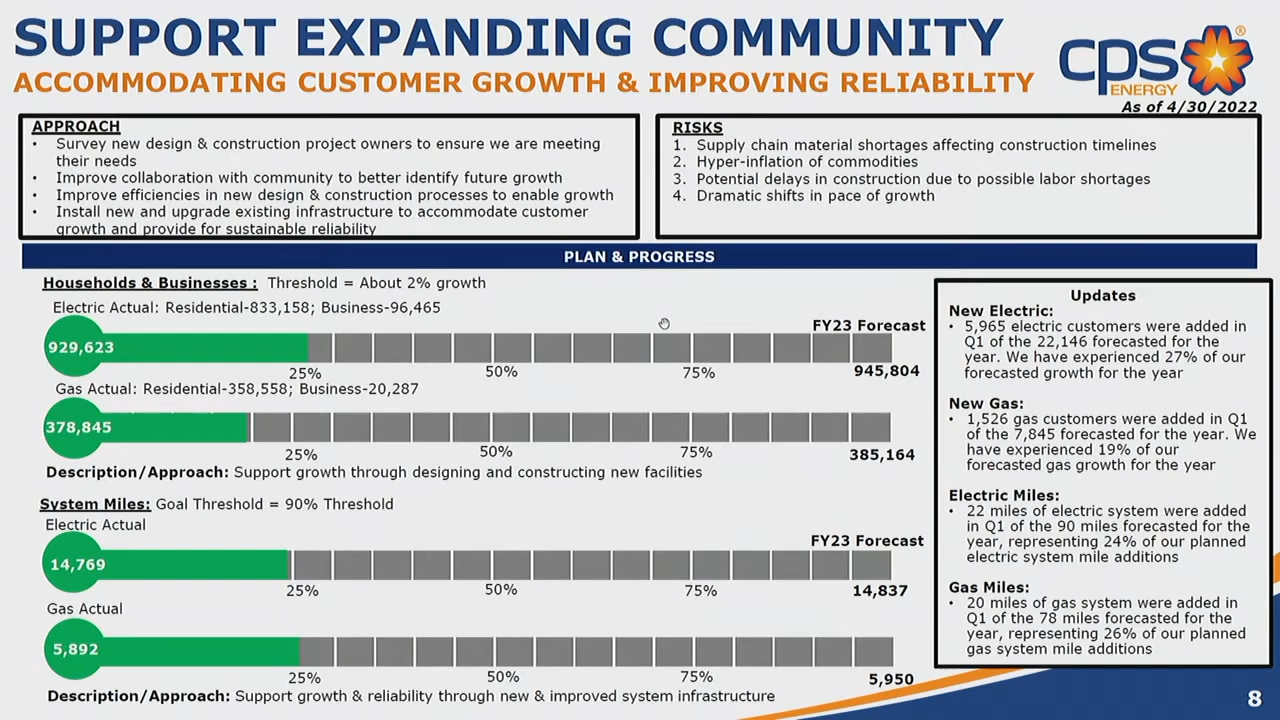 SUPPORT EXPANDING COMMUNITY
ACCOMMODATING CUSTOMER GROWTH & IMPROVING RELIABILITY
cps
ENERGY
®
As of 4/30/2022
APPROACH
• Survey new design & construction project owners to ensure we are meeting
their needs
• Improve collaboration with community to better identify future growth
• Improve efficiencies in new design & construction processes to enable growth
• Install new and upgrade existing infrastructure to accommodate customer
growth and provide for sustainable reliability
RISKS
1. Supply chain material shortages affecting construction timelines
2. Hyper-inflation of commodities
3. Potential delays in construction due to possible labor shortages
4. Dramatic shifts in pace of growth
PLAN & PROGRESS
Households & Businesses : Threshold = About 2% growth
Electric Actual: Residential-833,158; Business-96,465
FY23 Forecast
929,623
25% 50% 75% 945,804
Gas Actual: Residential-358,558; Business-20,287
378,845
25% 50% 75% 385,164
Description/Approach: Support growth through designing and constructing new facilities
System Miles: Goal Threshold = 90% Threshold
Electric Actual
FY23 Forecast
14,769
25% 50% 75% 14,837
Gas Actual
5,892
25% 50% 75% 5,950
Description/Approach: Support growth & reliability through new & improved system infrastructure
Updates
New Electric:
• 5,965 electric customers were added in
Q1 of the 22,146 forecasted for the
year. We have experienced 27% of our
forecasted growth for the year
New Gas:
• 1,526 gas customers were added in Q1
of the 7,845 forecasted for the year. We
have experienced 19% of our
forecasted gas growth for the year
Electric Miles:
• 22 miles of electric system were added
in Q1 of the 90 miles forecasted for the
year, representing 24% of our planned
electric system mile additions
Gas Miles:
• 20 miles of gas system were added in
Q1 of the 78 miles forecasted for the
year, representing 26% of our planned
gas system mile additions
8